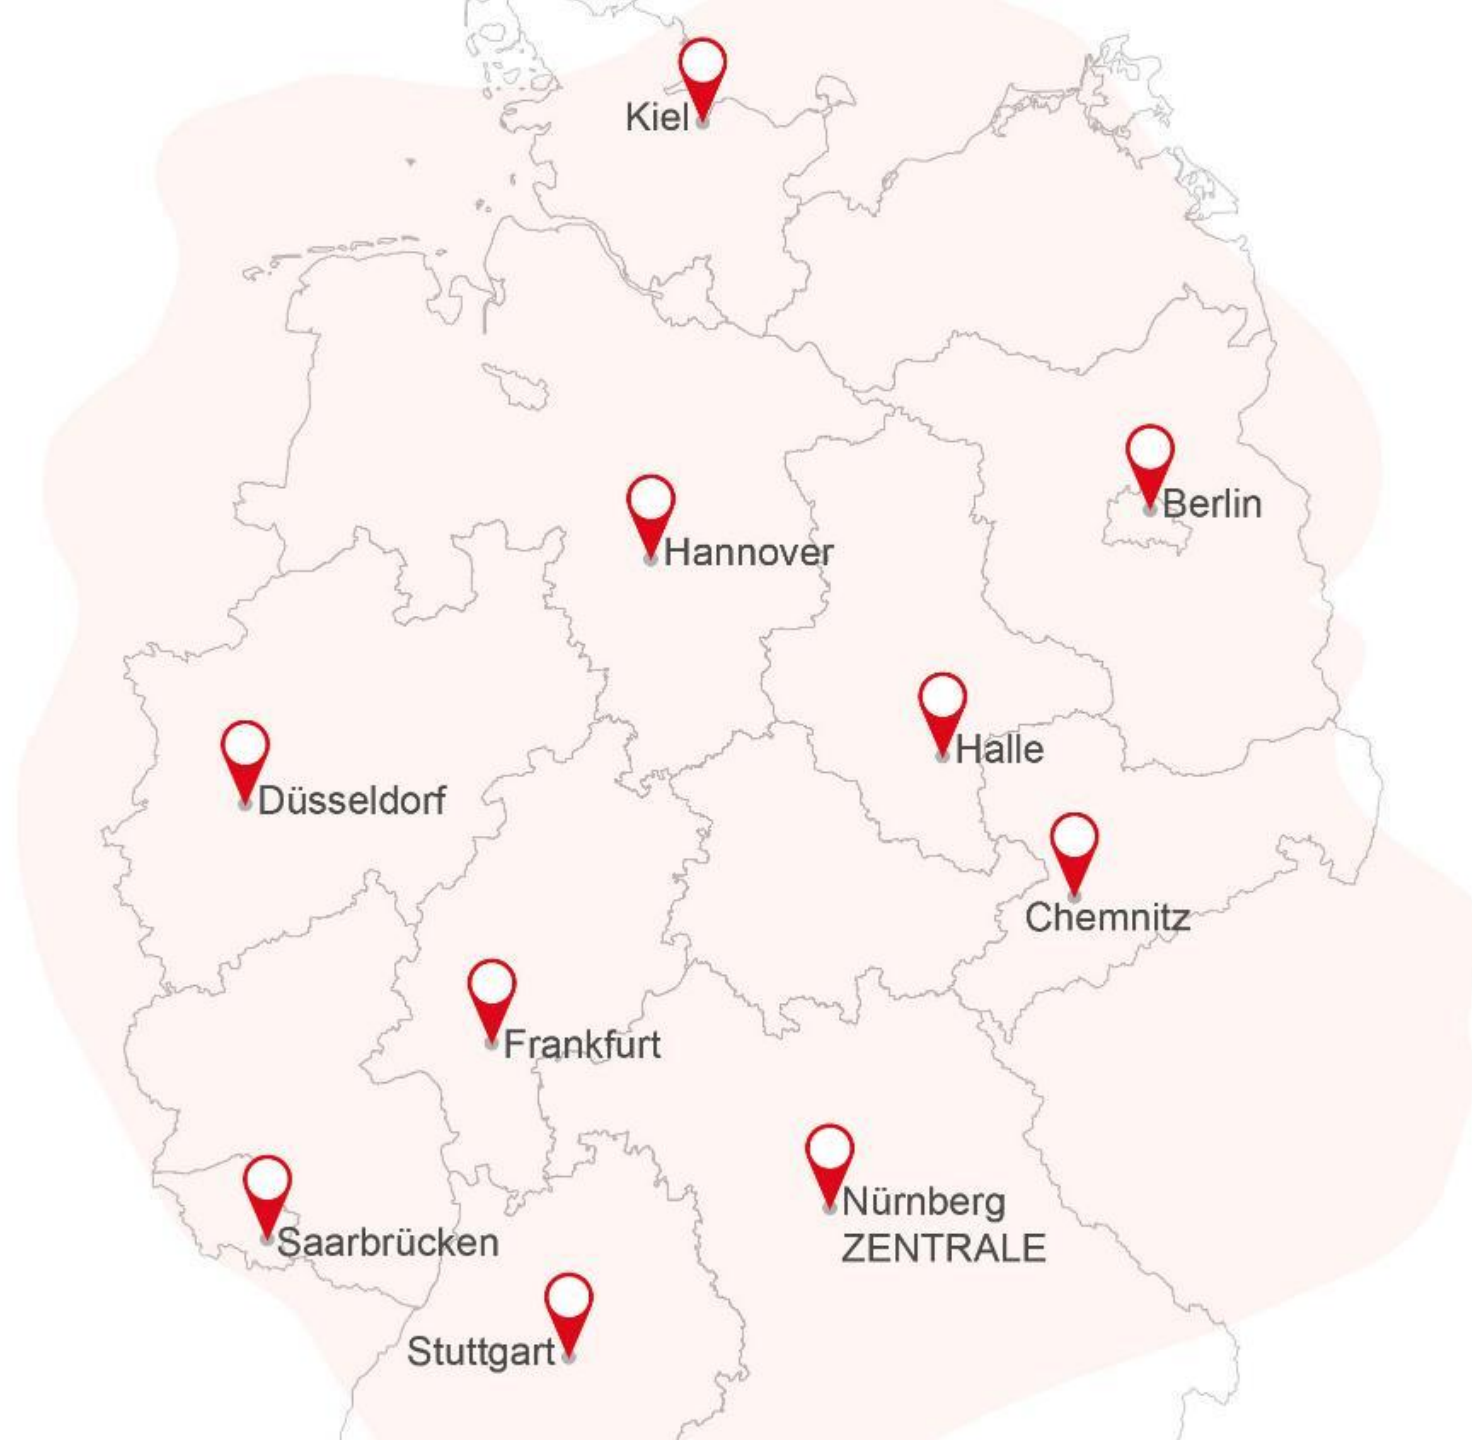 Kiel
Berlin
Hannover
Halle
Düsseldorf
Chemnitz
Frankfurt
Nürnberg
ZENTRALE
Saarbrücken
Stuttgart